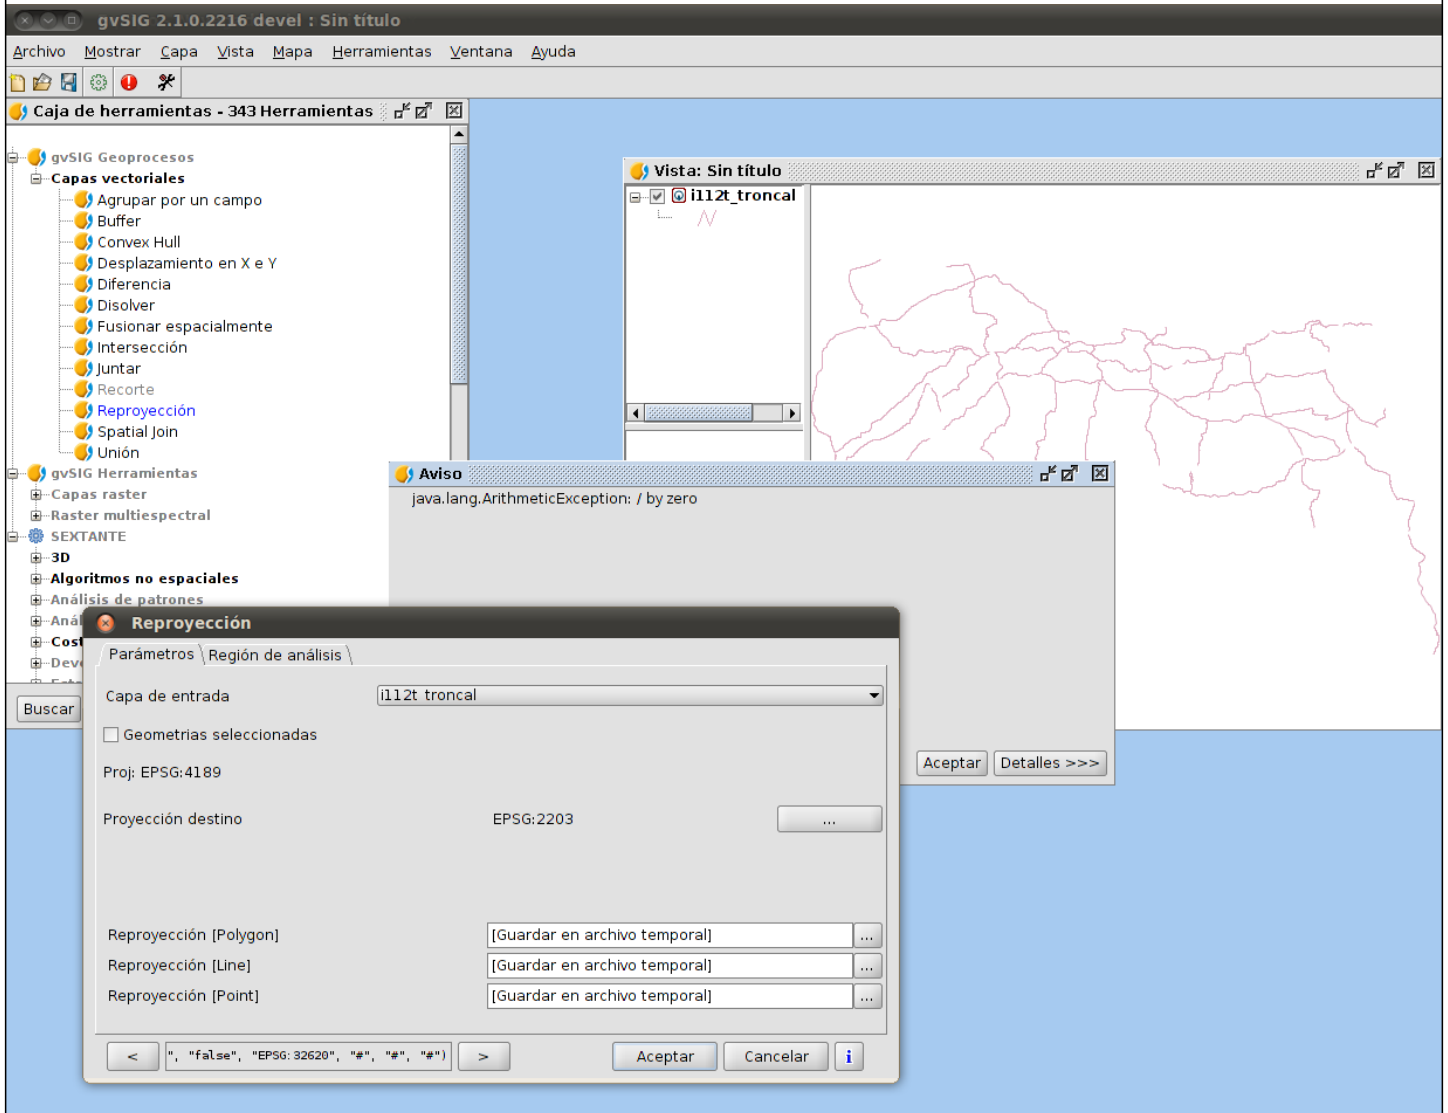 gvSIG 2.1.0.2216 devel : Sin título
Archivo Mostrar Capa Vista Mapa Herramientas Ventana Ayuda
Caja de herramientas - 343 Herramientas
gvSIG Geoprocesos
Capas vectoriales
Agrupar por un campo
Buffer
Convex Hull
Desplazamiento en X e Y
Diferencia
Disolver
Fusionar espacialmente
Intersección
Juntar
Recorte
Reproyección
Spatial Join
Unión
gvSIG Herramientas
Capas raster
Raster multiespectral
SEXTANTE
3D
Algoritmos no espaciales
Análisis de patrones
Anál
Cost
Deve
Buscar
Vista: Sin título
i112t_troncal
Aviso
java.lang.ArithmeticException: / by zero
Aceptar Detalles >>>
Reproyección
Parámetros Región de análisis
Capa de entrada i112t troncal
Geometrias seleccionadas
Proj: EPSG:4189
Proyección destino EPSG:2203 ...
Reproyección [Polygon] [Guardar en archivo temporal] ...
Reproyección [Line] [Guardar en archivo temporal] ...
Reproyección [Point] [Guardar en archivo temporal] ...
< ", "false", "EPSG:32620", "#", "#", "#") > Aceptar Cancelar i